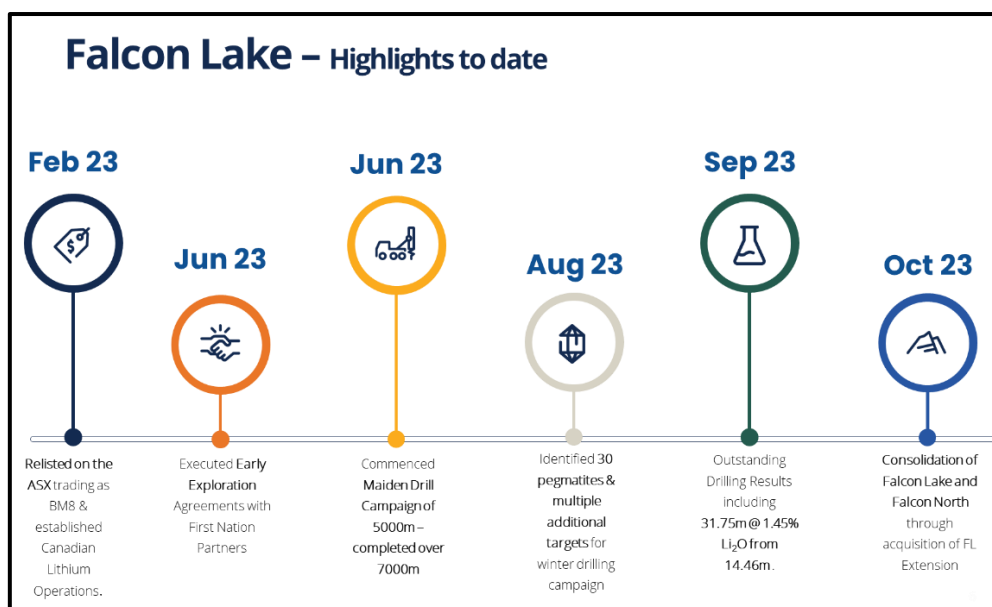 Falcon Lake – Highlights to date
Feb 23
Relisted on the
ASX trading as
BM8 &
established
Canadian
Lithium
Operations.
Jun 23
Executed Early
Exploration
Agreements with
First Nation
Partners
Jun 23
Commenced
Maiden Drill
Campaign of
5000m –
completed over
7000m
Aug 23
Identified 30
pegmatites &
multiple
additional
targets for
winter drilling
campaign
Sep 23
Outstanding
Drilling Results
including
31.75m @ 1.45%
Li₂O from
14.46m.
Oct 23
Consolidation of
Falcon Lake and
Falcon North
through
acquisition of FL
Extension